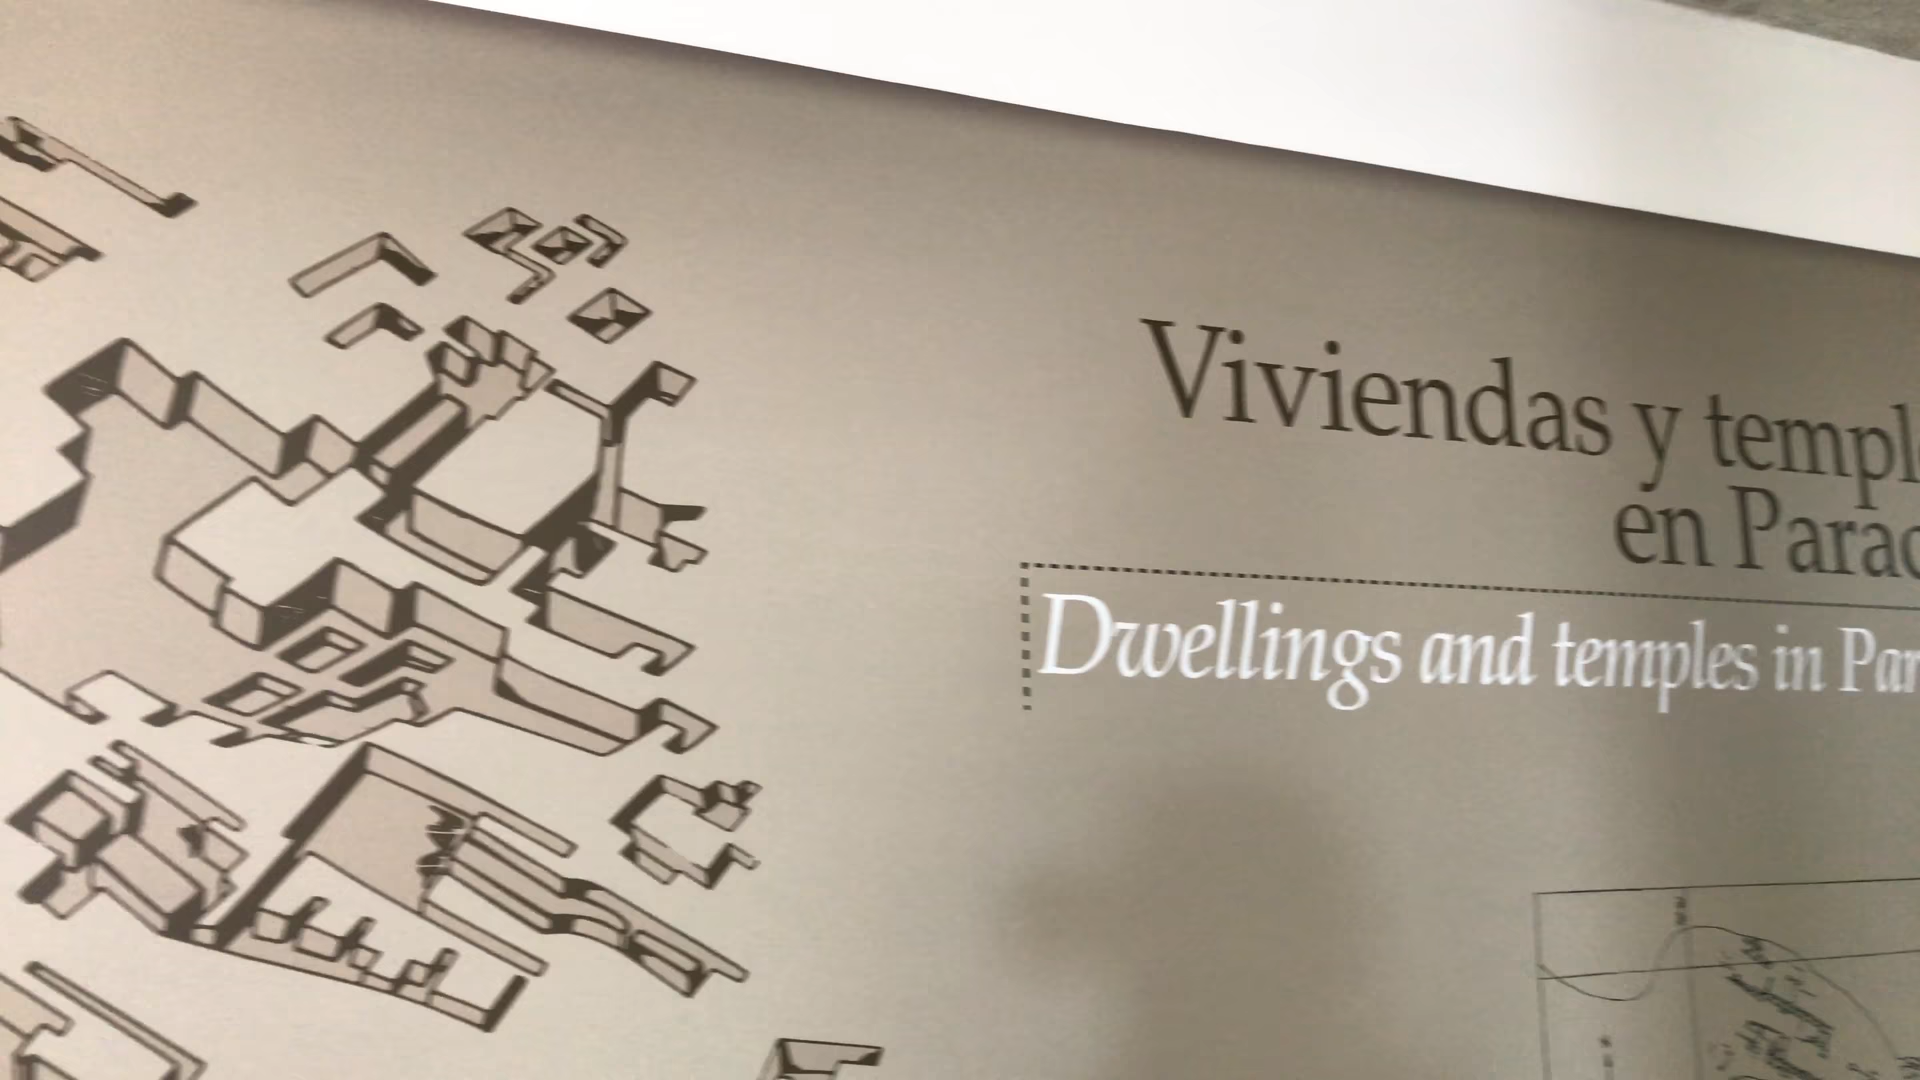 Viviendas y templ
en Parac
Dwellings and temples in Par